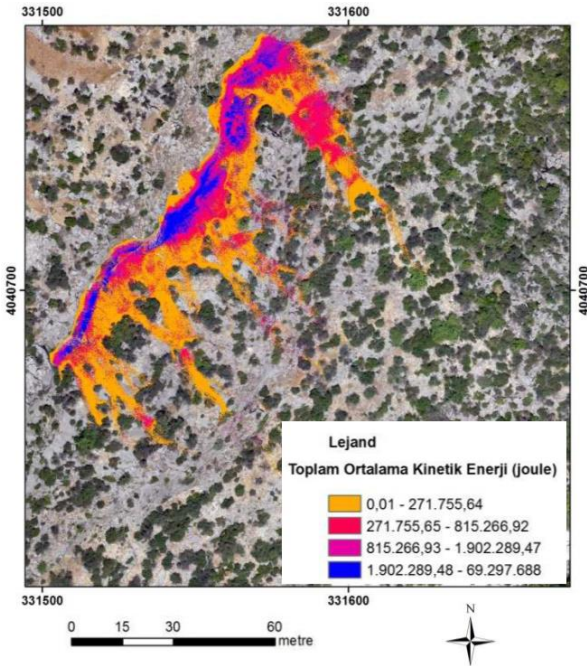 331500 331600
4040700 4040700
Lejand
Toplam Ortalama Kinetik Enerji (joule)
0,01 - 271.755,64
271.755,65 - 815.266,92
815.266,93 - 1.902.289,47
1.902.289,48 - 69.297.688
331500 331600
0 15 30 60
metre
N